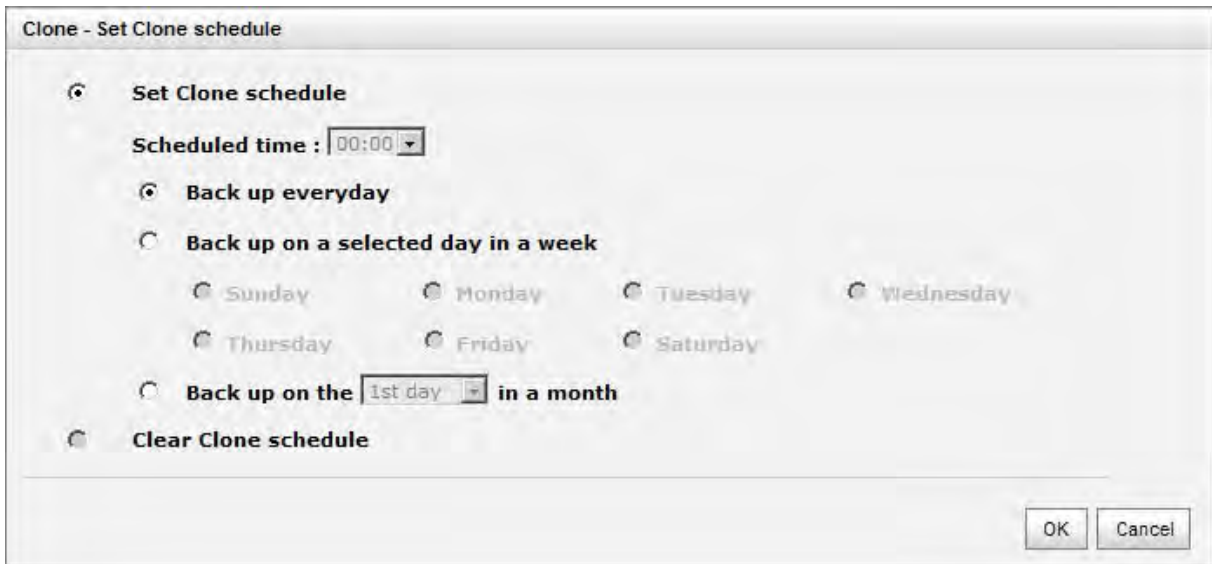 Clone - Set Clone schedule
Set Clone schedule
Scheduled time : 00:00
Back up everyday
Back up on a selected day in a week
Sunday Monday Tuesday Wednesday
Thursday Friday Saturday
Back up on the 1st day in a month
Clear Clone schedule
OK Cancel